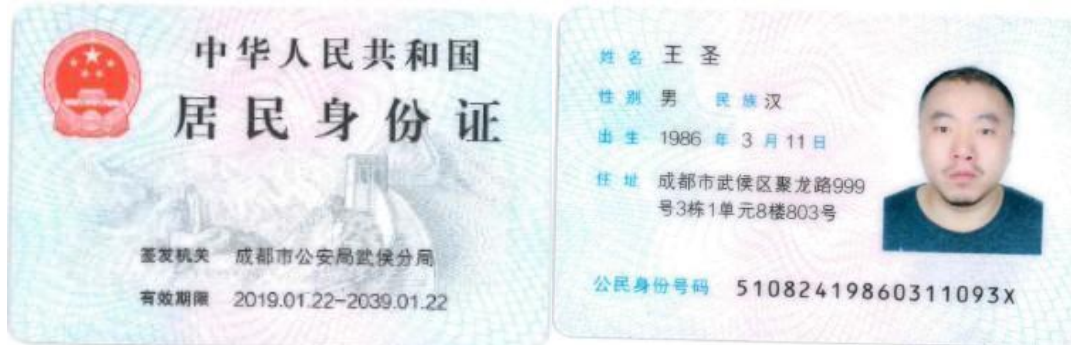 中华人民共和国
居民身份证
签发机关 成都市公安局武侯分局
有效期限 2019.01.22-2039.01.22
姓名 王圣
性别 男 民族 汉
出生 1986 年 3 月 11 日
住址 成都市武侯区聚龙路999
号3栋1单元8楼803号
公民身份号码 51082419860311093X